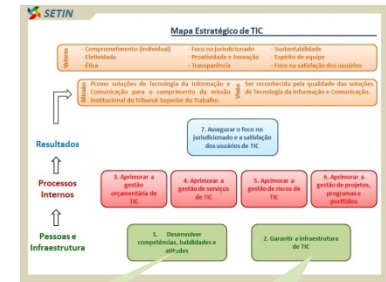 SETIN
Mapa Estratégico de TIC
Valores
- Comprometimento (individual)
- Efetividade
- Ética
- Foco no jurisdicionado
- Proatividade e Inovação
- Transparência
- Sustentabilidade
- Espírito de equipe
- Foco na satisfação dos usuários
Missão
Prover soluções de Tecnologia da Informação e
Comunicação para o cumprimento da missão
institucional do Tribunal Superior do Trabalho.
Visão
Ser reconhecida pela qualidade das soluções
de Tecnologia da Informação e Comunicação.
Resultados
7. Assegurar o foco no
jurisdicionado e a satisfação
dos usuários de TIC
Processos
Internos
3. Aprimorar a
gestão
orçamentária de TIC
4. Aprimorar a
gestão de serviços
de TIC
5. Aprimorar a
gestão de riscos de
TIC
6. Aprimorar a
gestão de projetos,
programas e
portfólios
Pessoas e
Infraestrutura
1. Desenvolver
competências, habilidades e
atitudes
2. Garantir a infraestrutura
de TIC